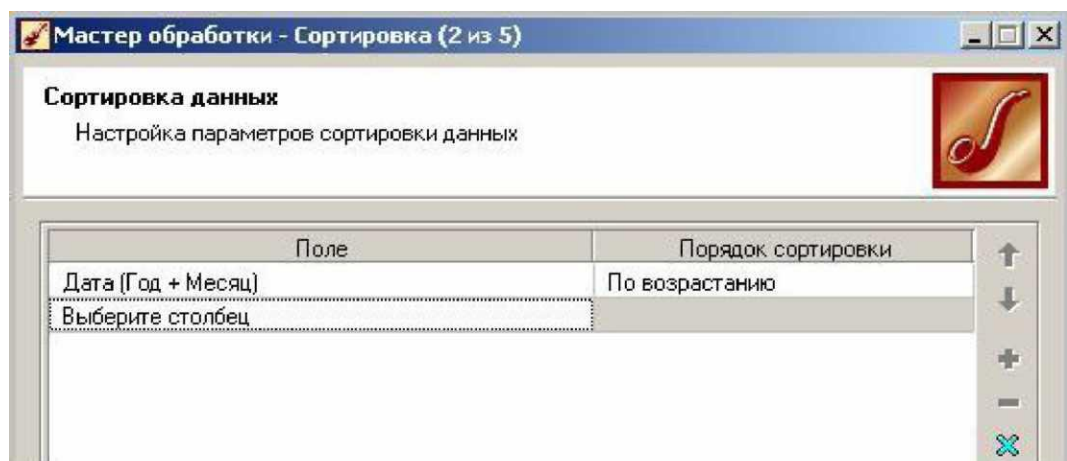 Мастер обработки - Сортировка (2 из 5)
Сортировка данных
Настройка параметров сортировки данных
Поле Порядок сортировки
Дата (Год + Месяц) По возрастанию
Выберите столбец